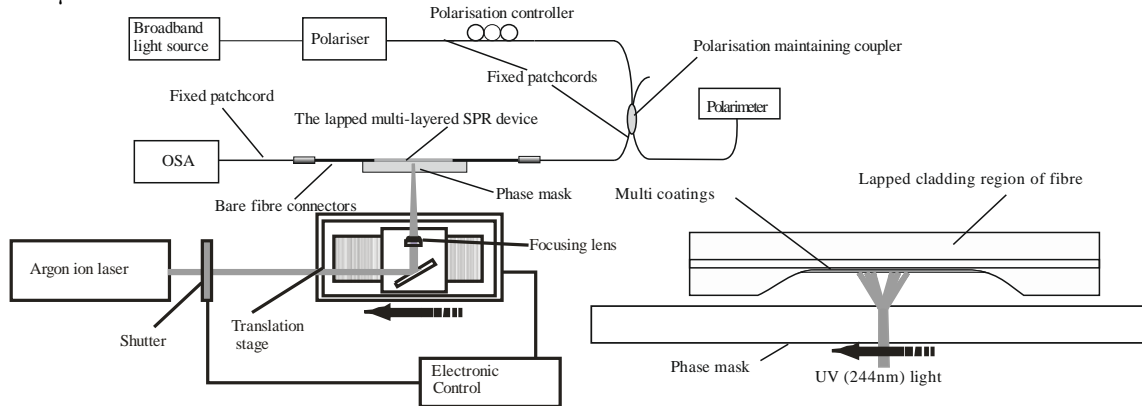 Polarisation controller
Broadband
light source
Polariser
Polarisation maintaining coupler
Fixed patchcords
Fixed patchcord
Polarimeter
The lapped multi-layered SPR device
OSA
Phase mask
Bare fibre connectors
Lapped cladding region of fibre
Multi coatings
Focusing lens
Argon ion laser
Shutter
Translation
stage
Electronic
Control
Phase mask
UV (244nm) light